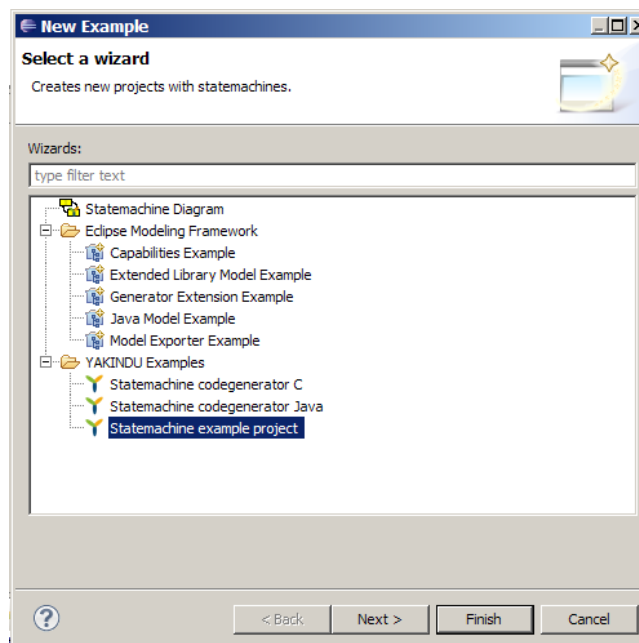 New Example
Select a wizard
Creates new projects with statemachines.
Wizards:
type filter text
Statemachine Diagram
Eclipse Modeling Framework
Capabilities Example
Extended Library Model Example
Generator Extension Example
Java Model Example
Model Exporter Example
YAKINDU Examples
Statemachine codegenerator C
Statemachine codegenerator Java
Statemachine example project
? < Back Next > Finish Cancel